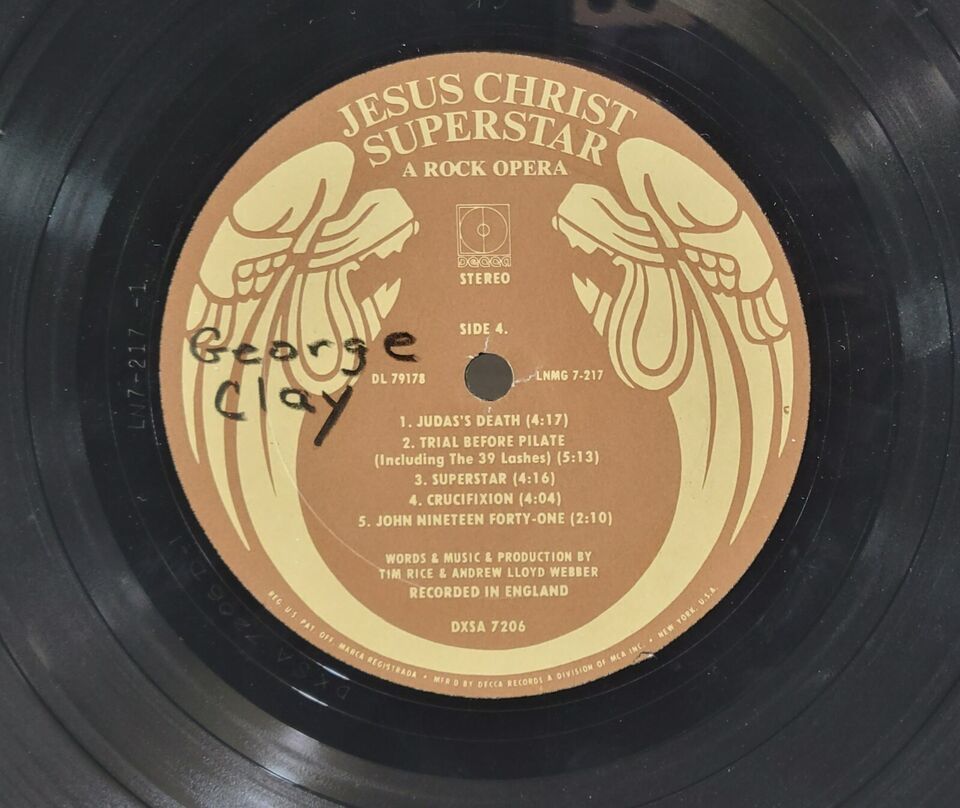 JESUS CHRIST
SUPERSTAR
A ROCK OPERA
DECCA
STEREO
SIDE 4.
George
Clay
DL 79178
LNMG 7-217
1. JUDAS'S DEATH (4:17)
2. TRIAL BEFORE PILATE
(Including The 39 Lashes) (5:13)
3. SUPERSTAR (4:16)
4. CRUCIFIXION (4:04)
5. JOHN NINETEEN FORTY-ONE (2:10)
WORDS & MUSIC & PRODUCTION BY
TIM RICE & ANDREW LLOYD WEBBER
RECORDED IN ENGLAND
DXSA 7206
REG. U.S. PAT. OFF. MARCA REGISTRADA • MFR'D BY DECCA RECORDS A DIVISION OF MCA INC. • NEW YORK, U.S.A.
LN7-217 -1